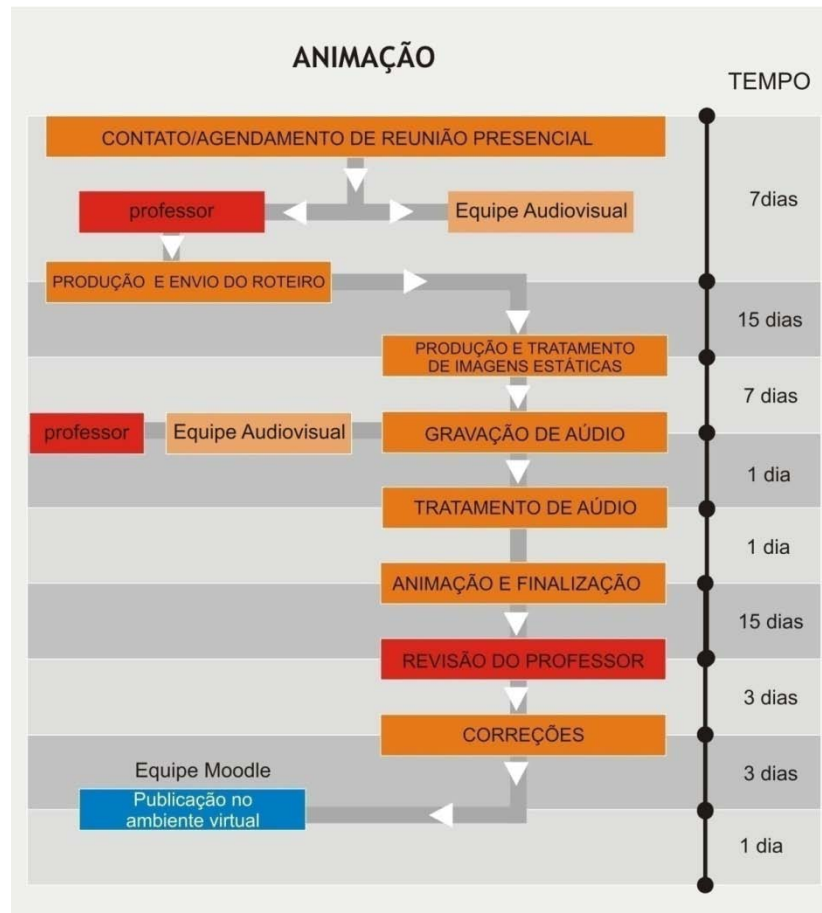 ANIMAÇÃO
TEMPO
CONTATO/AGENDAMENTO DE REUNIÃO PRESENCIAL
7dias
professor
Equipe Audiovisual
PRODUÇÃO E ENVIO DO ROTEIRO
15 dias
PRODUÇÃO E TRATAMENTO
DE IMAGENS ESTÁTICAS
7 dias
professor
Equipe Audiovisual
GRAVAÇÃO DE AÚDIO
1 dia
TRATAMENTO DE AÚDIO
1 dia
ANIMAÇÃO E FINALIZAÇÃO
15 dias
REVISÃO DO PROFESSOR
3 dias
CORREÇÕES
3 dias
Equipe Moodle
Publicação no
ambiente virtual
1 dia